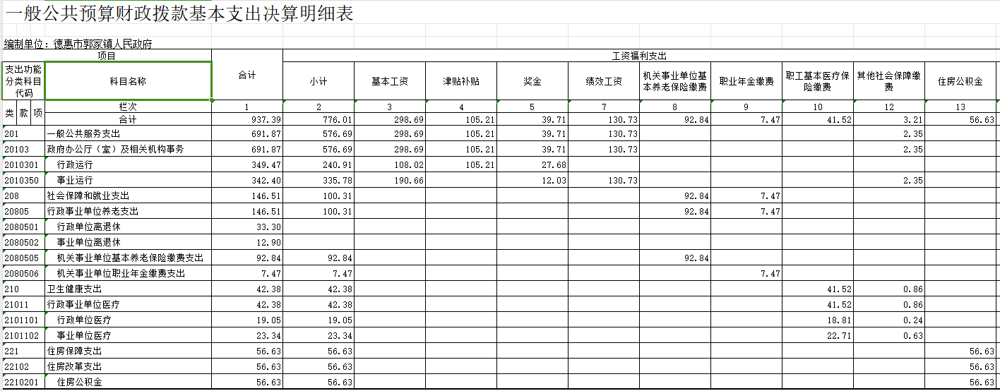 一般公共预算财政拨款基本支出决算明细表
编制单位：德惠市郭家镇人民政府
项目 合计 工资福利支出
支出功能分类科目代码 科目名称 小计 基本工资 津贴补贴 奖金 绩效工资 机关事业单位基本养老保险缴费 职业年金缴费 职工基本医疗保险缴费 其他社会保障缴费 住房公积金
类 款 项 栏次 1 2 3 4 5 7 8 9 10 12 13
合计 937.39 776.01 298.69 105.21 39.71 130.73 92.84 7.47 41.52 3.21 56.63
201 一般公共服务支出 691.87 576.69 298.69 105.21 39.71 130.73 2.35
20103 政府办公厅（室）及相关机构事务 691.87 576.69 298.69 105.21 39.71 130.73 2.35
2010301 行政运行 349.47 240.91 108.02 105.21 27.68
2010350 事业运行 342.40 335.78 190.66 12.03 130.73 2.35
208 社会保障和就业支出 146.51 100.31 92.84 7.47
20805 行政事业单位养老支出 146.51 100.31 92.84 7.47
2080501 行政单位离退休 33.30
2080502 事业单位离退休 12.90
2080505 机关事业单位基本养老保险缴费支出 92.84 92.84 92.84
2080506 机关事业单位职业年金缴费支出 7.47 7.47 7.47
210 卫生健康支出 42.38 42.38 41.52 0.86
21011 行政事业单位医疗 42.38 42.38 41.52 0.86
2101101 行政单位医疗 19.05 19.05 18.81 0.24
2101102 事业单位医疗 23.34 23.34 22.71 0.63
221 住房保障支出 56.63 56.63 56.63
22102 住房改革支出 56.63 56.63 56.63
2210201 住房公积金 56.63 56.63 56.63